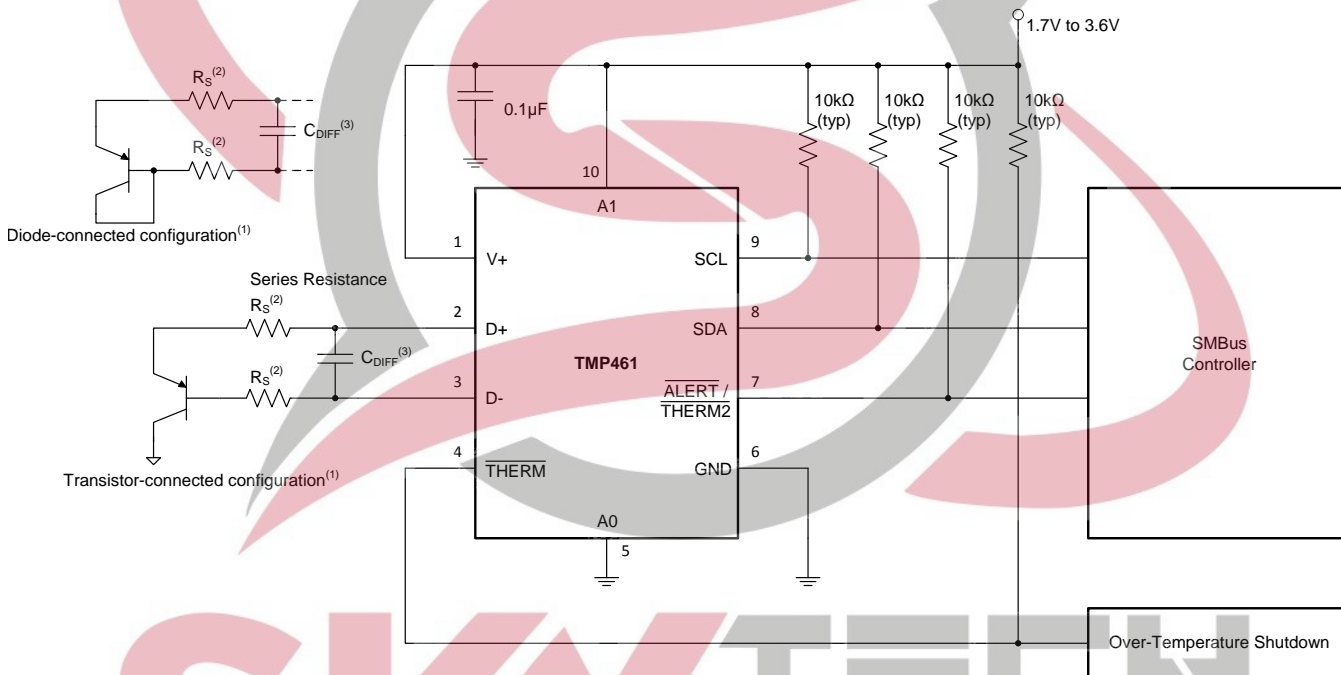 1.7V to 3.6V
RS(2)
CDIFF(3)
RS(2)
Diode-connected configuration(1)
0.1µF
10kΩ
(typ)
10kΩ
(typ)
10kΩ
(typ)
10kΩ
(typ)
10
A1
1
V+
SCL
9
Series Resistance
RS(2)
2
D+
SDA
8
CDIFF(3)
TMP461
RS(2)
3
D-
ALERT /
THERM2
7
Transistor-connected configuration(1)
4
THERM
GND
6
A0
5
SMBus
Controller
Over-Temperature Shutdown
SKYTECH